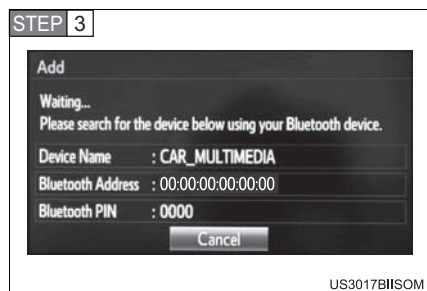 STEP 3
Add
Waiting...
Please search for the device below using your Bluetooth device.
Device Name : CAR_MULTIMEDIA
Bluetooth Address : 00:00:00:00:00:00
Bluetooth PIN : 0000
Cancel
US3017BIISOM